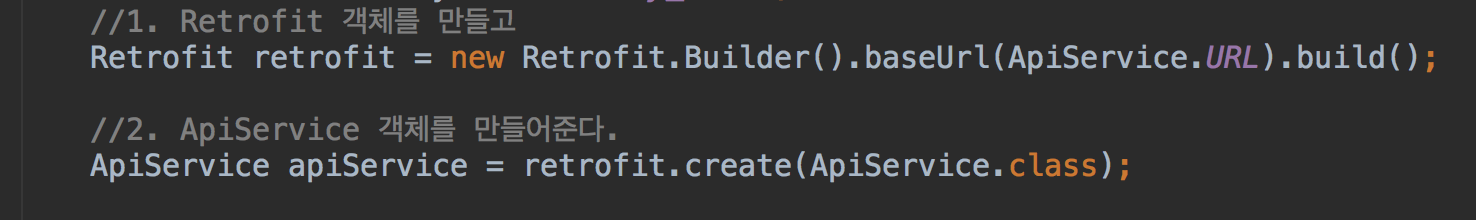 //1. Retrofit 객체를 만들고
Retrofit retrofit = new Retrofit.Builder().baseUrl(ApiService.URL).build();
//2. ApiService 객체를 만들어준다.
ApiService apiService = retrofit.create(ApiService.class);